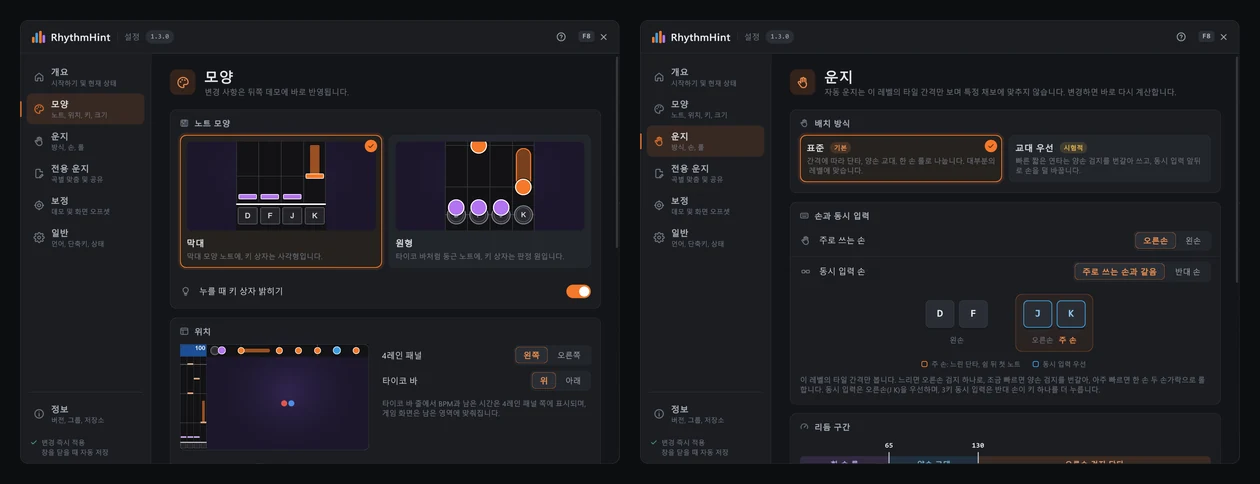 RhythmHint 설정 1.3.0 F8
개요
시작하기 및 현재 상태
모양
노트, 위치, 키, 크기
운지
방식, 손, 롤
전용 운지
곡별 맞춤 및 공유
보정
데모 및 화면 오프셋
일반
언어, 단축키, 상태
정보
버전, 그룹, 저장소
변경 즉시 적용
창을 닫을 때 자동 저장
모양
변경 사항은 뒤쪽 데모에 바로 반영됩니다.
노트 모양
D F J K
막대
막대 모양 노트에, 키 상자는 사각형입니다.
K
원형
타이코 바처럼 둥근 노트에, 키 상자는 판정 원입니다.
누를 때 키 상자 밝히기
위치
100
4레인 패널 왼쪽 오른쪽
타이코 바 위 아래
타이코 바 줄에서 BPM과 남은 시간은 4레인 패널 쪽에 표시되며,
게임 화면은 남은 영역에 맞춰집니다.
RhythmHint 설정 1.3.0 F8
개요
시작하기 및 현재 상태
모양
노트, 위치, 키, 크기
운지
방식, 손, 롤
전용 운지
곡별 맞춤 및 공유
보정
데모 및 화면 오프셋
일반
언어, 단축키, 상태
정보
버전, 그룹, 저장소
변경 즉시 적용
창을 닫을 때 자동 저장
운지
자동 운지는 이 레벨의 타일 간격만 보며 특정 채보에 맞추지 않습니다. 변경하면 바로 다시 계산합니다.
배치 방식
표준 기본
간격에 따라 단타, 양손 교대, 한 손 롤로 나눕니다. 대부분의
레벨에 맞습니다.
교대 우선 시험적
빠른 짧은 연타는 양손 검지를 번갈아 쓰고, 동시 입력 앞뒤
로 손을 덜 바꿉니다.
손과 동시 입력
주로 쓰는 손 오른손 왼손
동시 입력 손 주로 쓰는 손과 같음 반대 손
D F J K
왼손 오른손 주 손
주 손: 느린 단타, 쉼 뒤 첫 노트 동시 입력 우선
이 레벨의 타일 간격만 봅니다. 느리면 오른손 검지 하나로, 조금 빠르면 양손 검지를 번갈아, 아주 빠르면 한 손 두 손가락으로 롤
합니다. 동시 입력은 오른손(J K)을 우선하며, 3키 동시 입력은 반대 손이 키 하나를 더 누릅니다.
리듬 구간
65 130